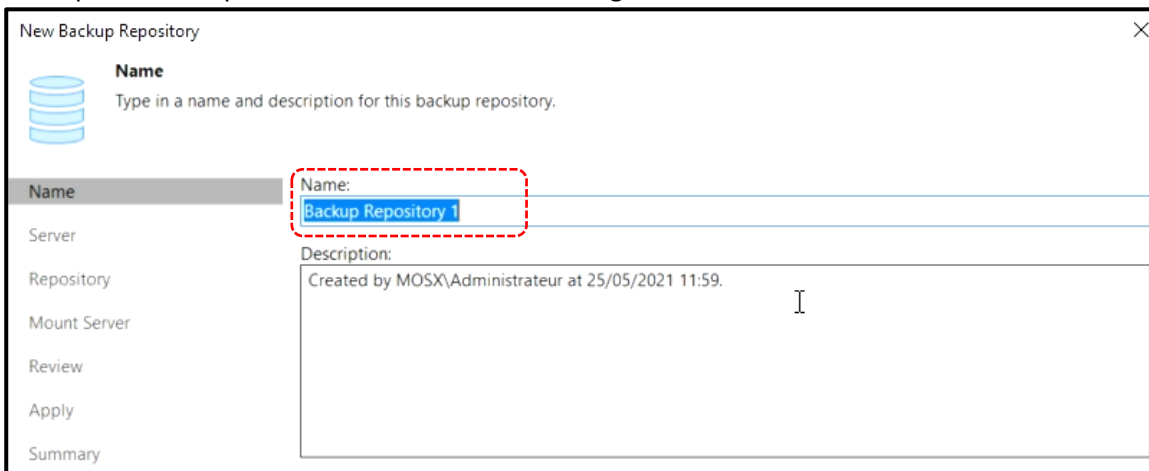 New Backup Repository
Name
Type in a name and description for this backup repository.
Name
Server
Repository
Mount Server
Review
Apply
Summary
Name:
Backup Repository 1
Description:
Created by MOSX\Administrateur at 25/05/2021 11:59.